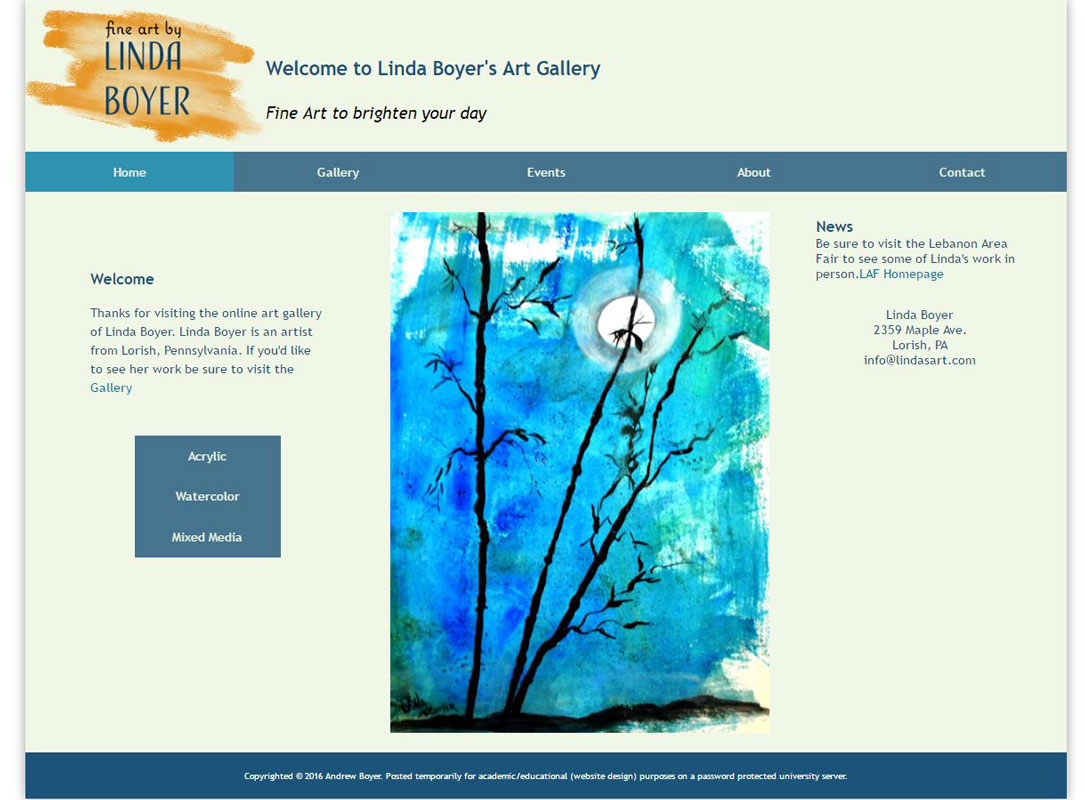 fine art by
LINDA
BOYER
Welcome to Linda Boyer's Art Gallery
Fine Art to brighten your day
Home Gallery Events About Contact
Welcome
Thanks for visiting the online art gallery
of Linda Boyer. Linda Boyer is an artist
from Lorish, Pennsylvania. If you'd like
to see her work be sure to visit the
Gallery
Acrylic
Watercolor
Mixed Media
News
Be sure to visit the Lebanon Area
Fair to see some of Linda's work in
person.LAF Homepage
Linda Boyer
2359 Maple Ave.
Lorish, PA
info@lindasart.com
Copyrighted © 2016 Andrew Boyer. Posted temporarily for academic/educational (website design) purposes on a password protected university server.